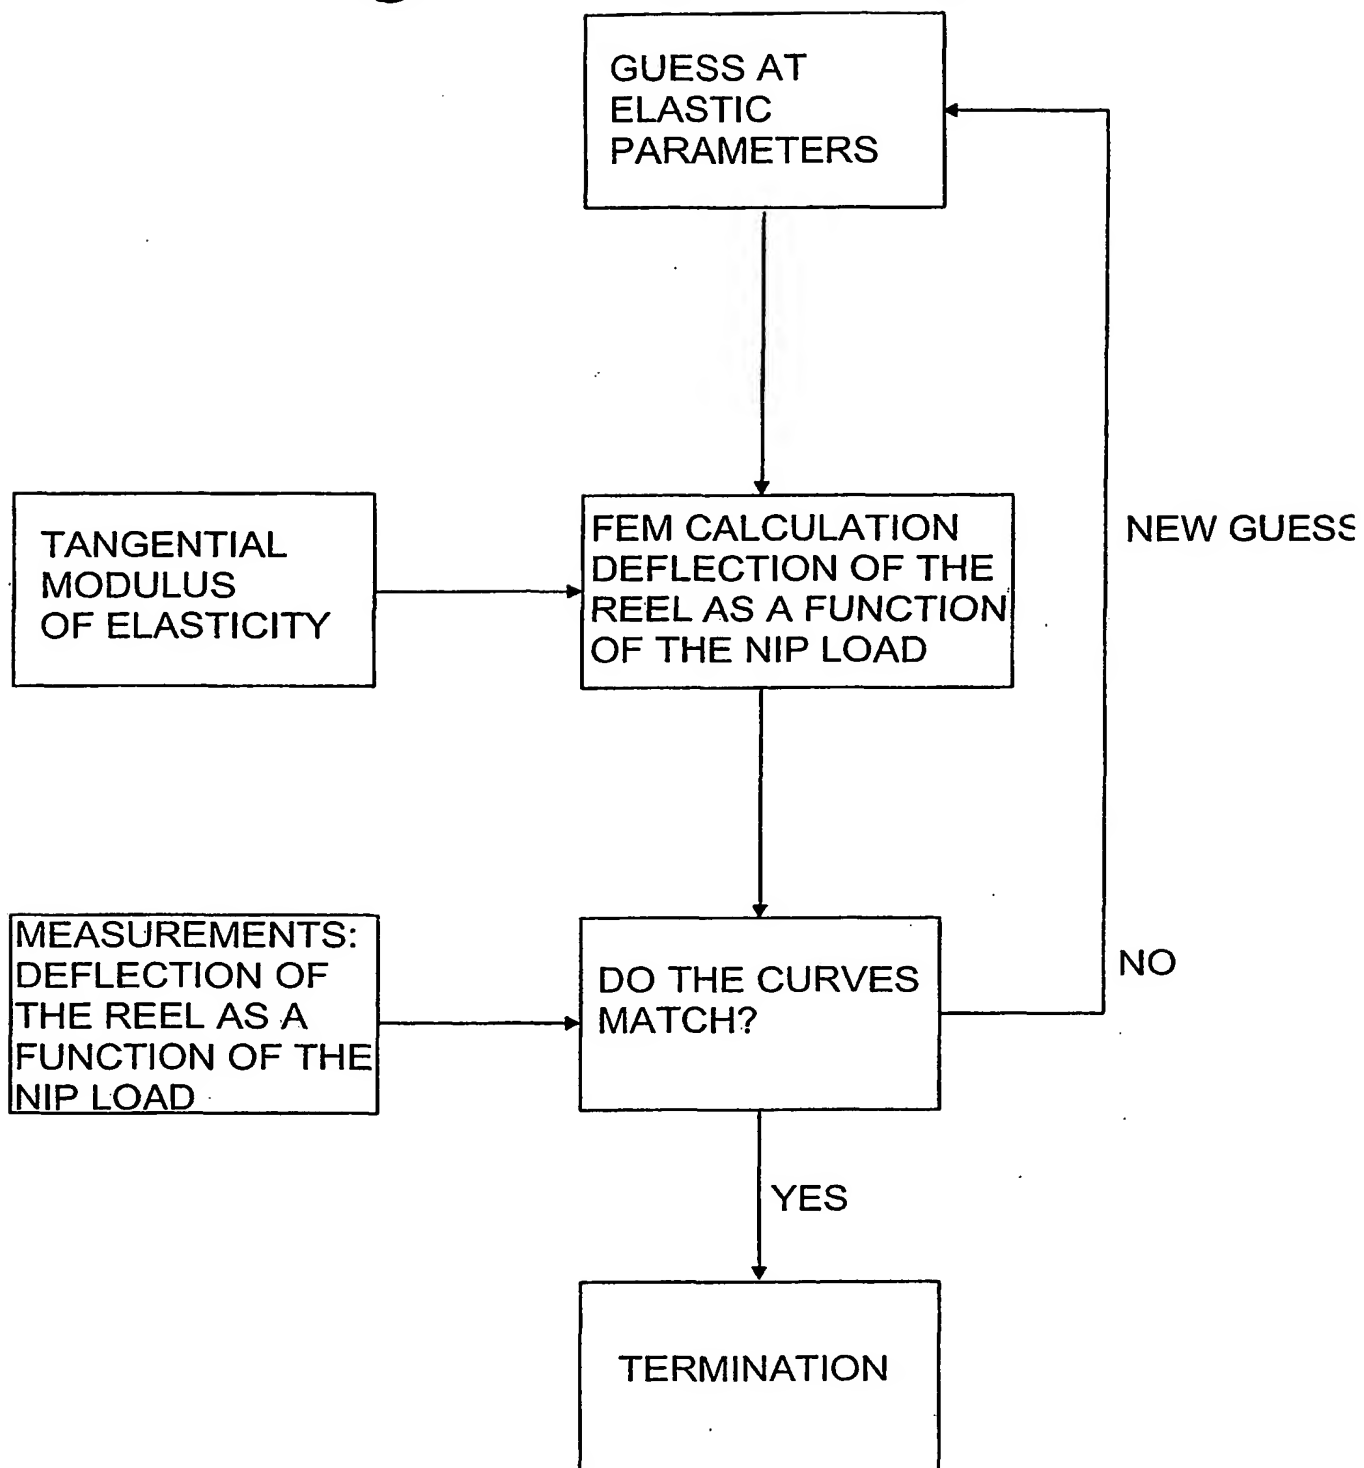 GUESS AT
ELASTIC
PARAMETERS
TANGENTIAL
MODULUS
OF ELASTICITY
FEM CALCULATION
DEFLECTION OF THE
REEL AS A FUNCTION
OF THE NIP LOAD
NEW GUESS
MEASUREMENTS:
DEFLECTION OF
THE REEL AS A
FUNCTION OF THE
NIP LOAD
DO THE CURVES
MATCH?
NO
YES
TERMINATION